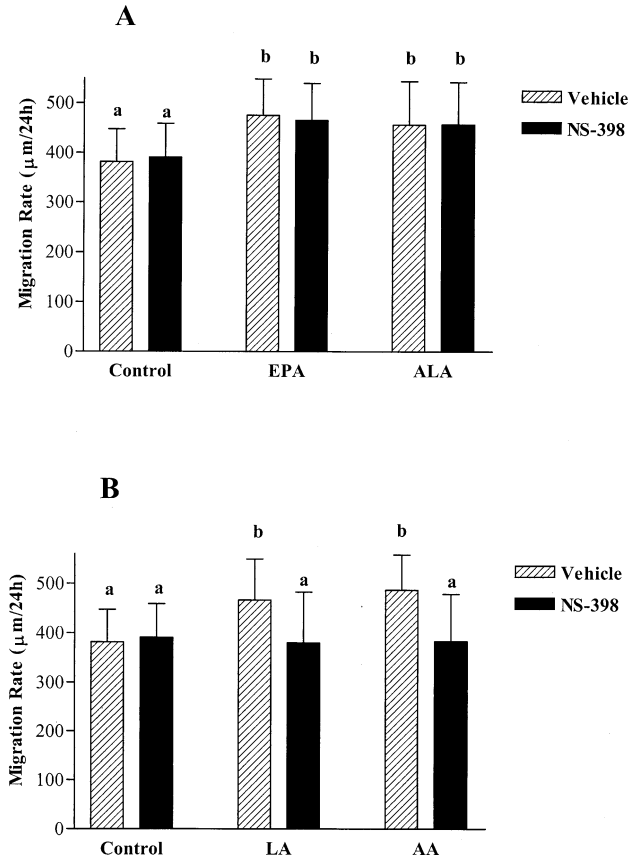 A
b b b b
a a
500
400
300
200
100
0
Migration Rate (μm/24h)
Vehicle
NS-398
Control EPA ALA
B
b b
a a a a
500
400
300
200
100
0
Migration Rate (μm/24h)
Vehicle
NS-398
Control LA AA